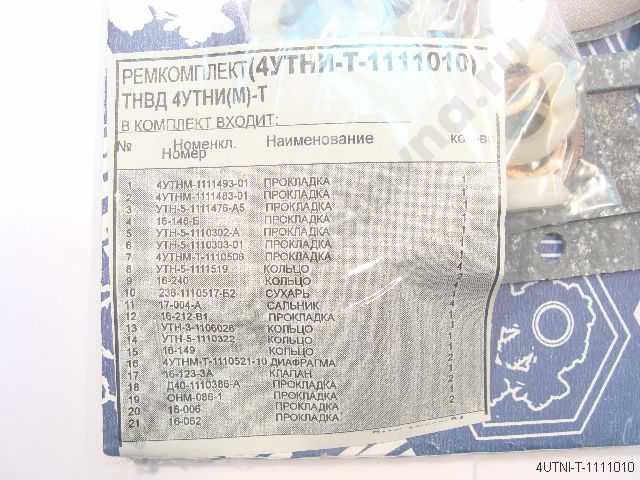 РЕМКОМПЛЕКТ(4УТНИ-Т-1111010)
ТНВД 4УТНИ(М)-Т
В КОМПЛЕКТ ВХОДИТ:
№ Номенкл. Наименование
Номер
1 4УТНМ-1111493-01 ПРОКЛАДКА 1
2 4УТНМ-1111483-01 ПРОКЛАДКА 1
3 УТН-5-1111476-А5 ПРОКЛАДКА 1
4 16-148-Б ПРОКЛАДКА 1
5 УТН-5-1110302-А ПРОКЛАДКА 1
6 УТН-5-1110303-01 ПРОКЛАДКА 1
7 4УТНМ-Т-1110506 ПРОКЛАДКА 1
8 УТН-5-1111519 КОЛЬЦО 4
9 16-240 КОЛЬЦО
10 236-1110517-Б2 СУХАРЬ
11 17-004-А САЛЬНИК
12 16-212-В1 ПРОКЛАДКА
13 УТН-3-1106026 КОЛЬЦО
14 УТН-5-1110322 КОЛЬЦО
15 16-149 КОЛЬЦО
16 4УТНМ-Т-1110521-10 ДИАФРАГМА
17 16-123-3А КЛАПАН
18 Д40-1110386-А ПРОКЛАДКА
19 ОНМ-086-1 ПРОКЛАДКА
20 16-006 ПРОКЛАДКА
21 16-062 ПРОКЛАДКА
4UTNI-T-1111010